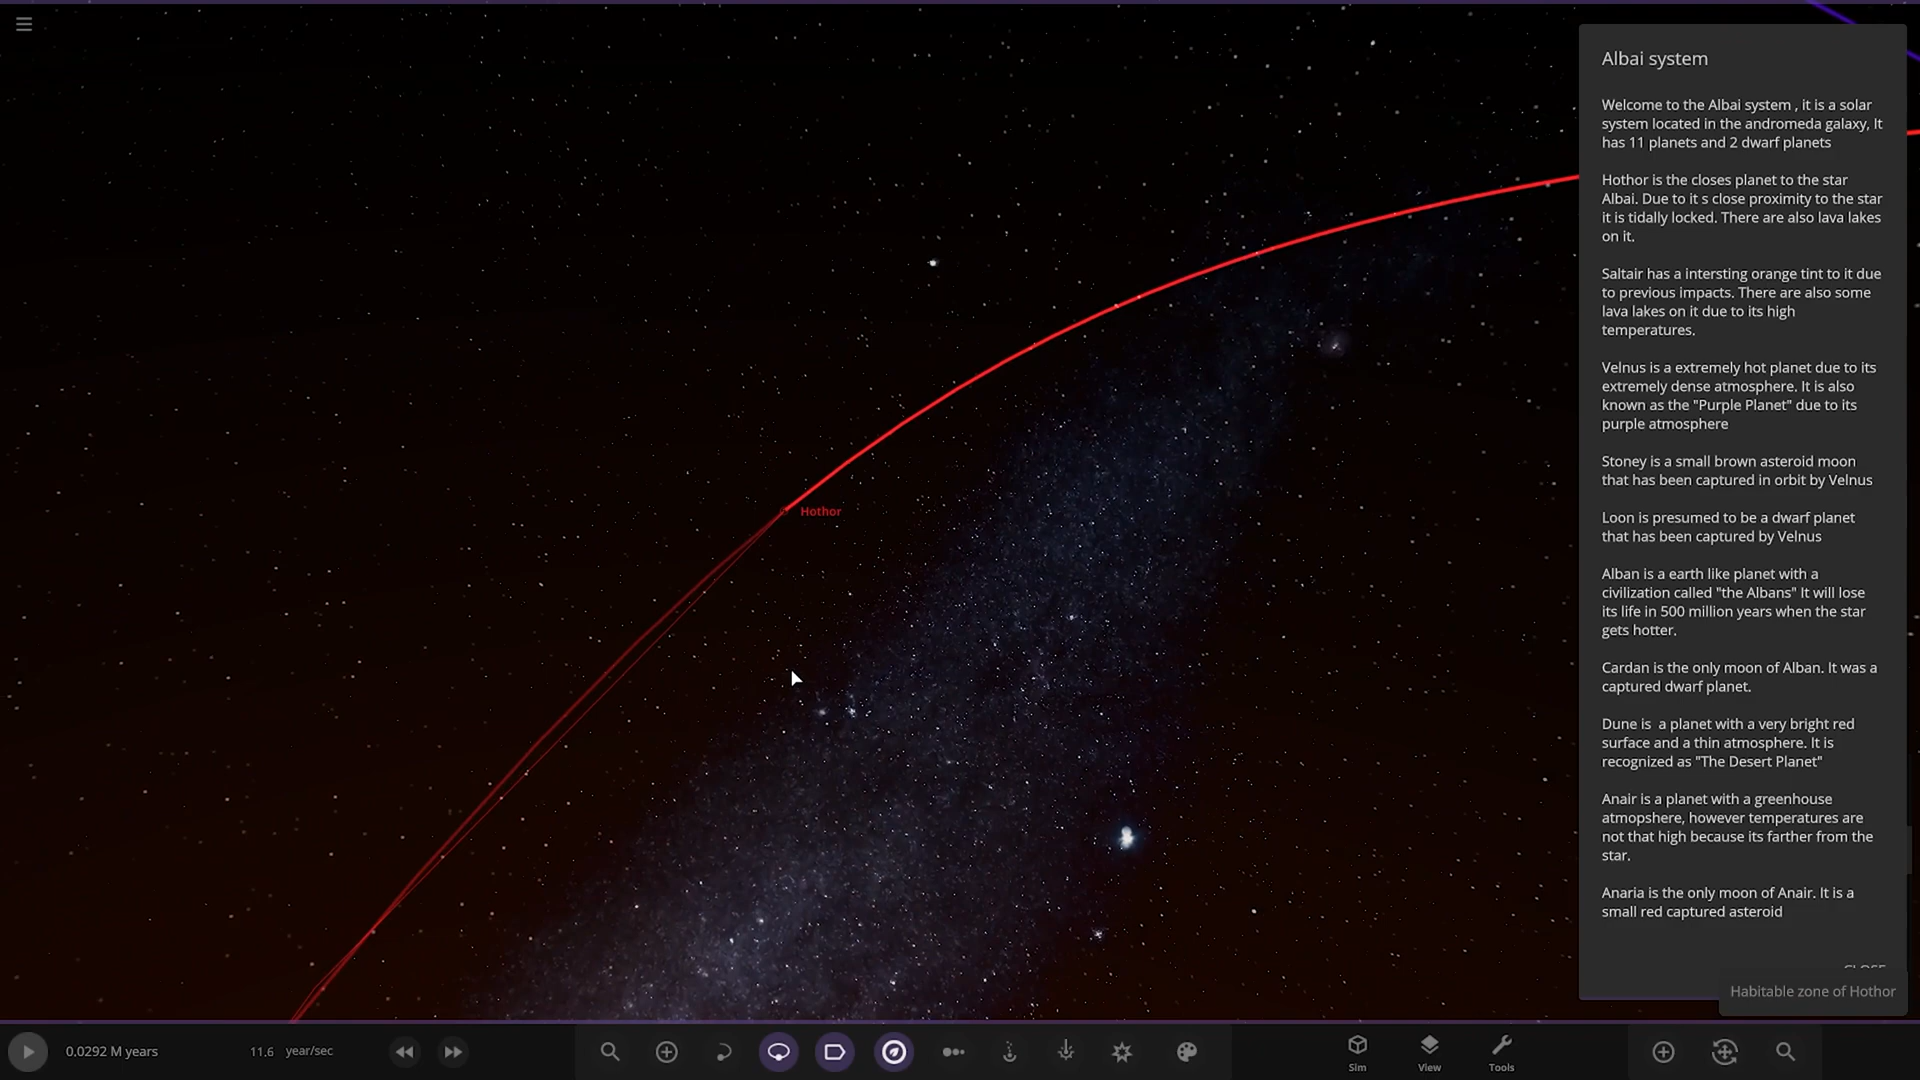 Albai system
Welcome to the Albai system , it is a solar
system located in the andromeda galaxy, It
has 11 planets and 2 dwarf planets
Hothor is the closes planet to the star
Albai. Due to it s close proximity to the star
it is tidally locked. There are also lava lakes
on it.
Saltair has a intersting orange tint to it due
to previous impacts. There are also some
lava lakes on it due to its high
temperatures.
Velnus is a extremely hot planet due to its
extremely dense atmosphere. It is also
known as the "Purple Planet" due to its
purple atmosphere
Stoney is a small brown asteroid moon
that has been captured in orbit by Velnus
Loon is presumed to be a dwarf planet
that has been captured by Velnus
Alban is a earth like planet with a
civilization called "the Albans" It will lose
its life in 500 million years when the star
gets hotter.
Cardan is the only moon of Alban. It was a
captured dwarf planet.
Dune is  a planet with a very bright red
surface and a thin atmosphere. It is
recognized as "The Desert Planet"
Anair is a planet with a greenhouse
atmopshere, however temperatures are
not that high because its farther from the
star.
Anaria is the only moon of Anair. It is a
small red captured asteroid
CLOSE
Habitable zone of Hothor
Hothor
0.0292 M years
11.6 year/sec
Sim
View
Tools